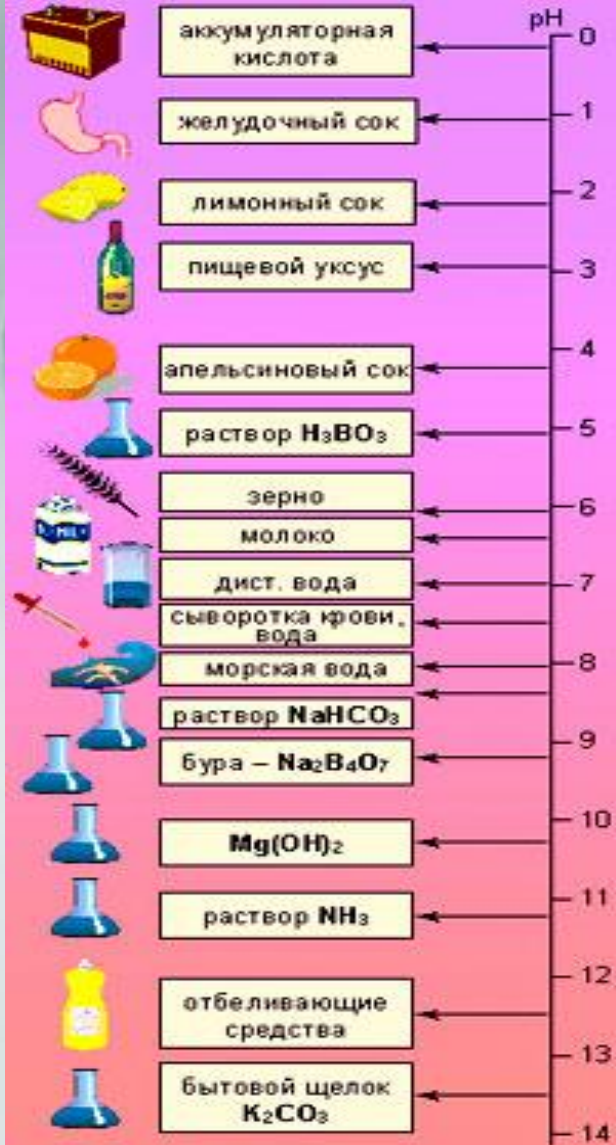 pH
аккумуляторная
кислота
0
желудочный сок
1
лимонный сок
2
пищевой уксус
3
апельсиновый сок
4
раствор H₃BO₃
5
зерно
6
MIL
молоко
дист. вода
7
сыворотка крови,
вода
морская вода
8
раствор NaHCO₃
9
бура – Na₂B₄O₇
Mg(OH)₂
10
раствор NH₃
11
отбеливающие
средства
12
13
бытовой щелок
K₂CO₃
14